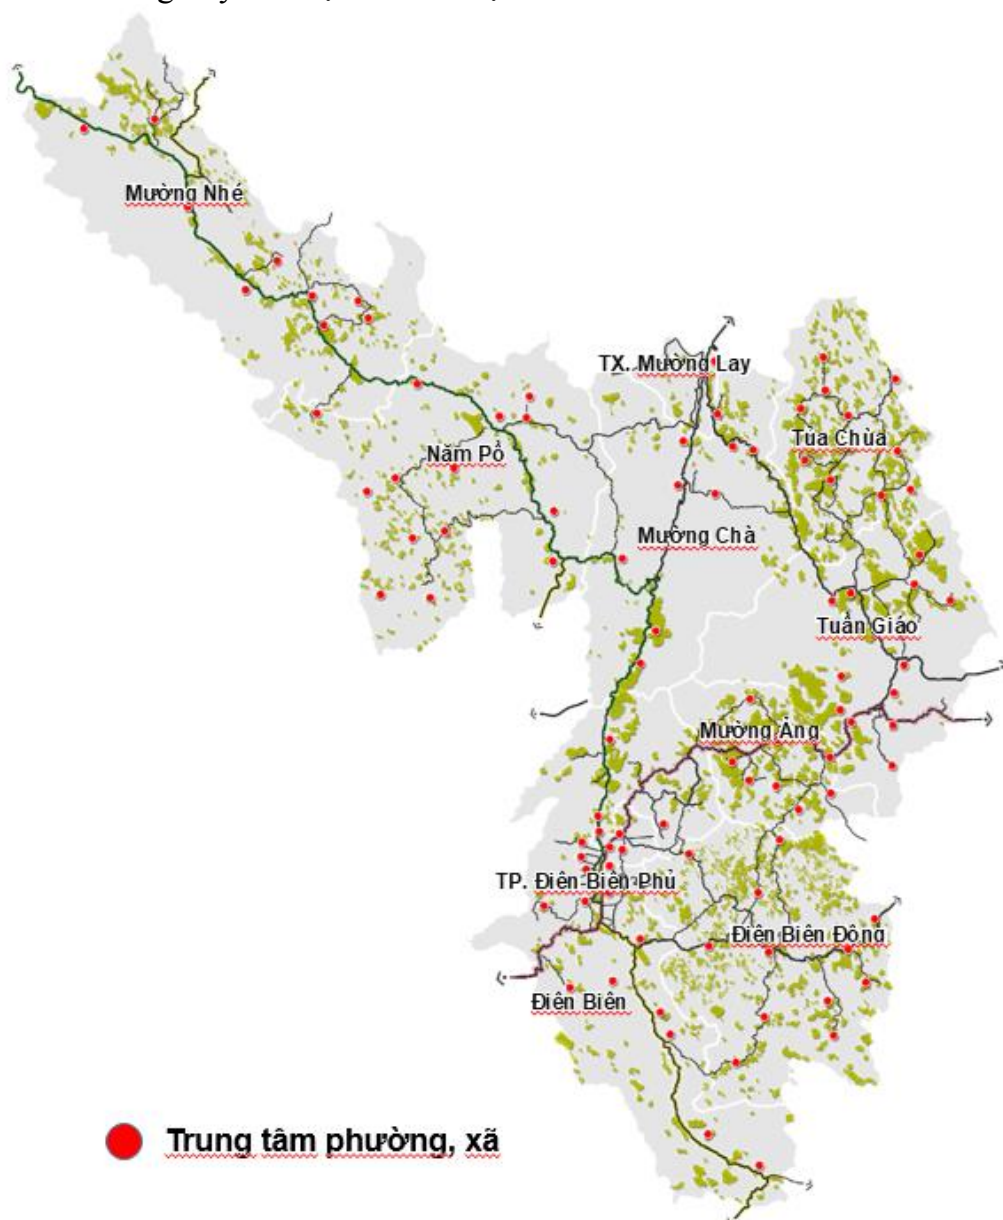 Mường Nhé
TX. Mường Lay
Tủa Chùa
Nặm Pồ
Mường Chà
Tuần Giáo
Mường Ảng
TP. Điện Biên Phủ
Điện Biên Đông
Điện Biên
Trung tâm phường, xã